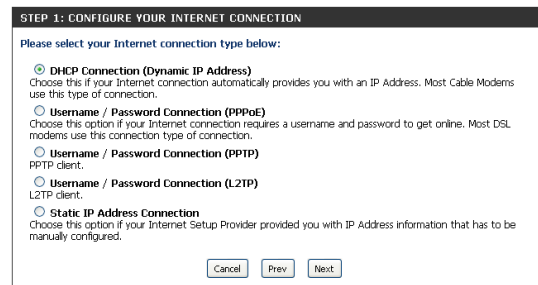 STEP 1: CONFIGURE YOUR INTERNET CONNECTION
Please select your Internet connection type below:
DHCP Connection (Dynamic IP Address)
Choose this if your Internet connection automatically provides you with an IP Address. Most Cable Modems
use this type of connection.
Username / Password Connection (PPPoE)
Choose this option if your Internet connection requires a username and password to get online. Most DSL
modems use this connection type of connection.
Username / Password Connection (PPTP)
PPTP client.
Username / Password Connection (L2TP)
L2TP client.
Static IP Address Connection
Choose this option if your Internet Setup Provider provided you with IP Address information that has to be
manually configured.
Cancel Prev Next